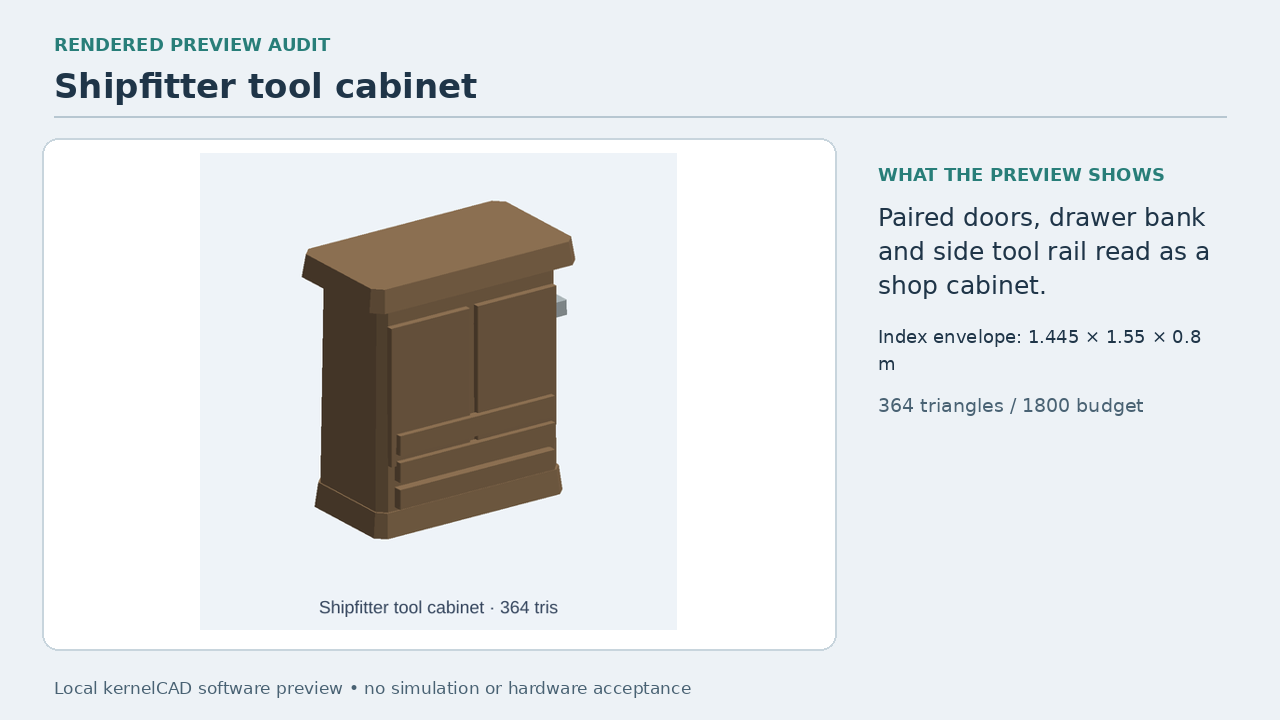 RENDERED PREVIEW AUDIT
Shipfitter tool cabinet
WHAT THE PREVIEW SHOWS
Paired doors, drawer bank
and side tool rail read as a
shop cabinet.
Index envelope: 1.445 × 1.55 × 0.8
m
364 triangles / 1800 budget
Shipfitter tool cabinet · 364 tris
Local kernelCAD software preview • no simulation or hardware acceptance